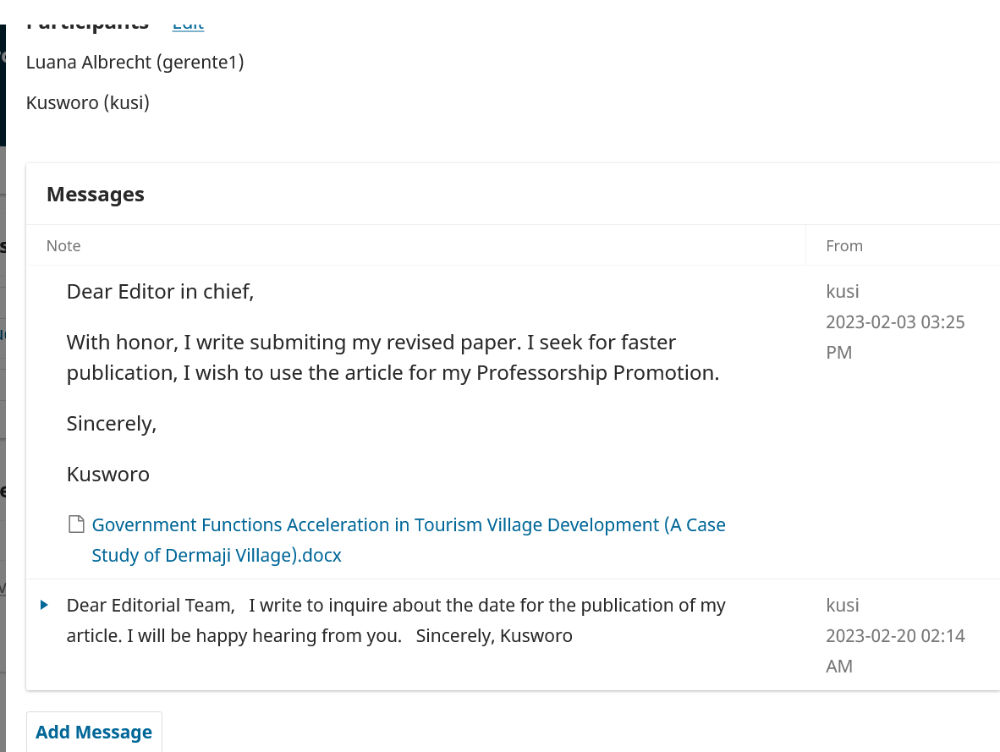 Participants Edit
Luana Albrecht (gerente1)
Kusworo (kusi)
Messages
Note From
Dear Editor in chief, kusi
2023-02-03 03:25
PM
With honor, I write submiting my revised paper. I seek for faster
publication, I wish to use the article for my Professorship Promotion.
Sincerely,
Kusworo
Government Functions Acceleration in Tourism Village Development (A Case
Study of Dermaji Village).docx
Dear Editorial Team,   I write to inquire about the date for the publication of my
article. I will be happy hearing from you.   Sincerely, Kusworo
kusi
2023-02-20 02:14
AM
Add Message